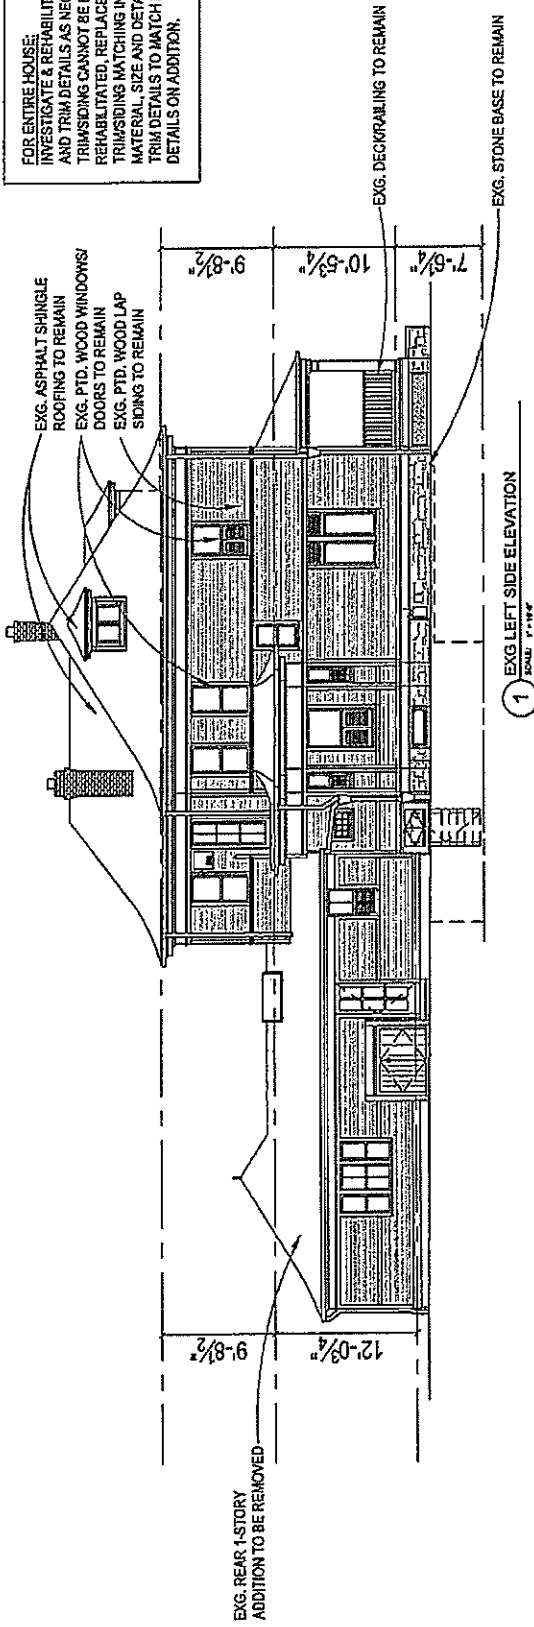 FOR ENTIRE HOUSE:
INVESTIGATE & REHABILIT
AND TRIM DETAILS AS NEC
TRIM/SIDING CANNOT BE
REHABILITATED, REPLACE
TRIM/SIDING MATCHING IN
MATERIAL, SIZE AND DETA
TRIM DETAILS TO MATCH
DETAILS ON ADDITION.
EXG. ASPHALT SHINGLE
ROOFING TO REMAIN
EXG. PTD. WOOD WINDOWS/
DOORS TO REMAIN
EXG. PTD. WOOD LAP
SIDING TO REMAIN
9'-8½"
10'-5¾"
7'-6¼"
EXG. DECK/RAILING TO REMAIN
EXG. STONE BASE TO REMAIN
9'-8½"
12'-0¾"
EXG. REAR 1-STORY
ADDITION TO BE REMOVED
1
EXG LEFT SIDE ELEVATION
SCALE: